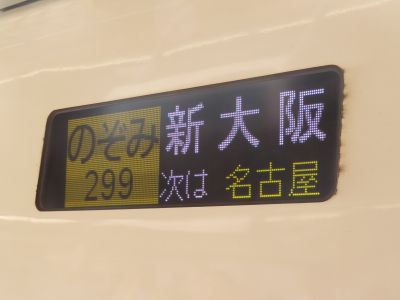 のぞみ 新大阪
299 次は 名古屋